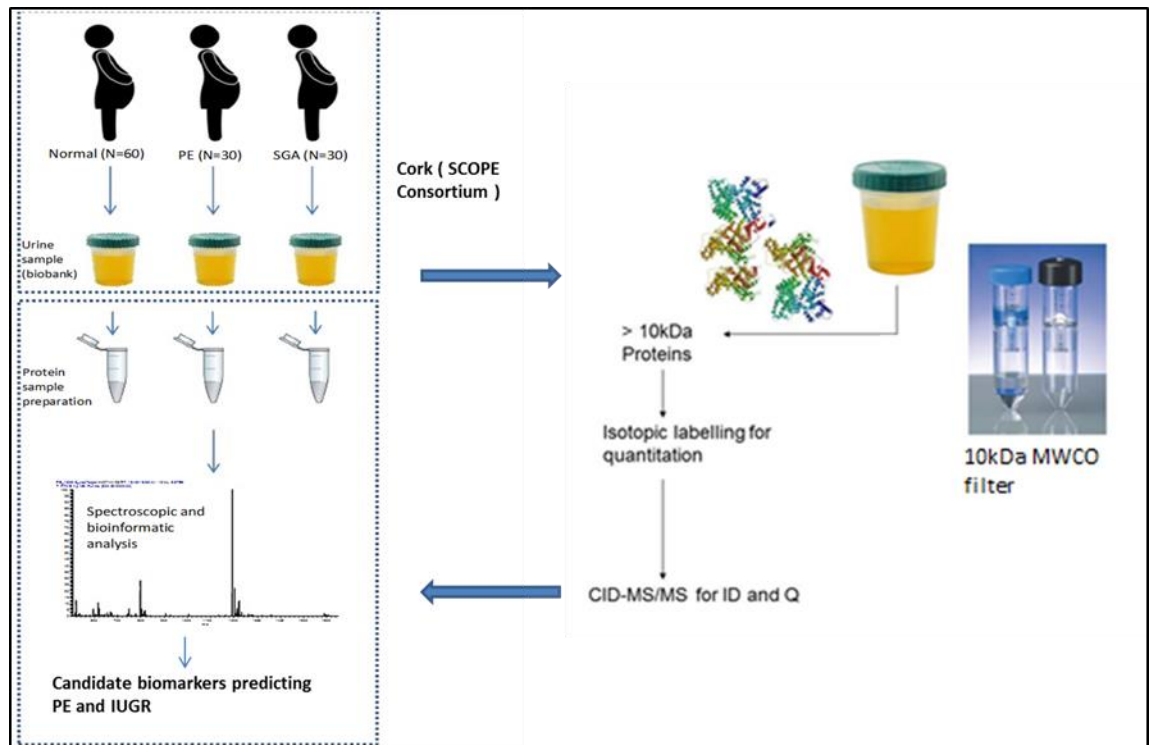 Normal (N=60)
PE (N=30)
SGA (N=30)
Cork ( SCOPE
Consortium )
Urine
sample
(biobank)
Protein
sample
preparation
Spectroscopic and
bioinformatic
analysis
Candidate biomarkers predicting
PE and IUGR
> 10kDa
Proteins
Isotopic labelling for
quantitation
CID-MS/MS for ID and Q
10kDa MWCO
filter